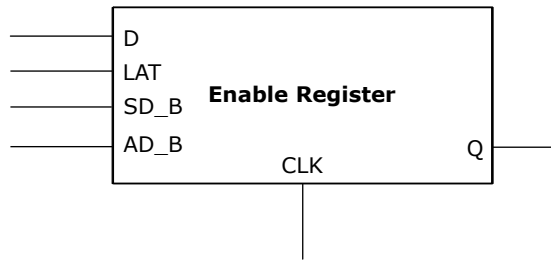 D
LAT
SD_B
Enable Register
AD_B
Q
CLK